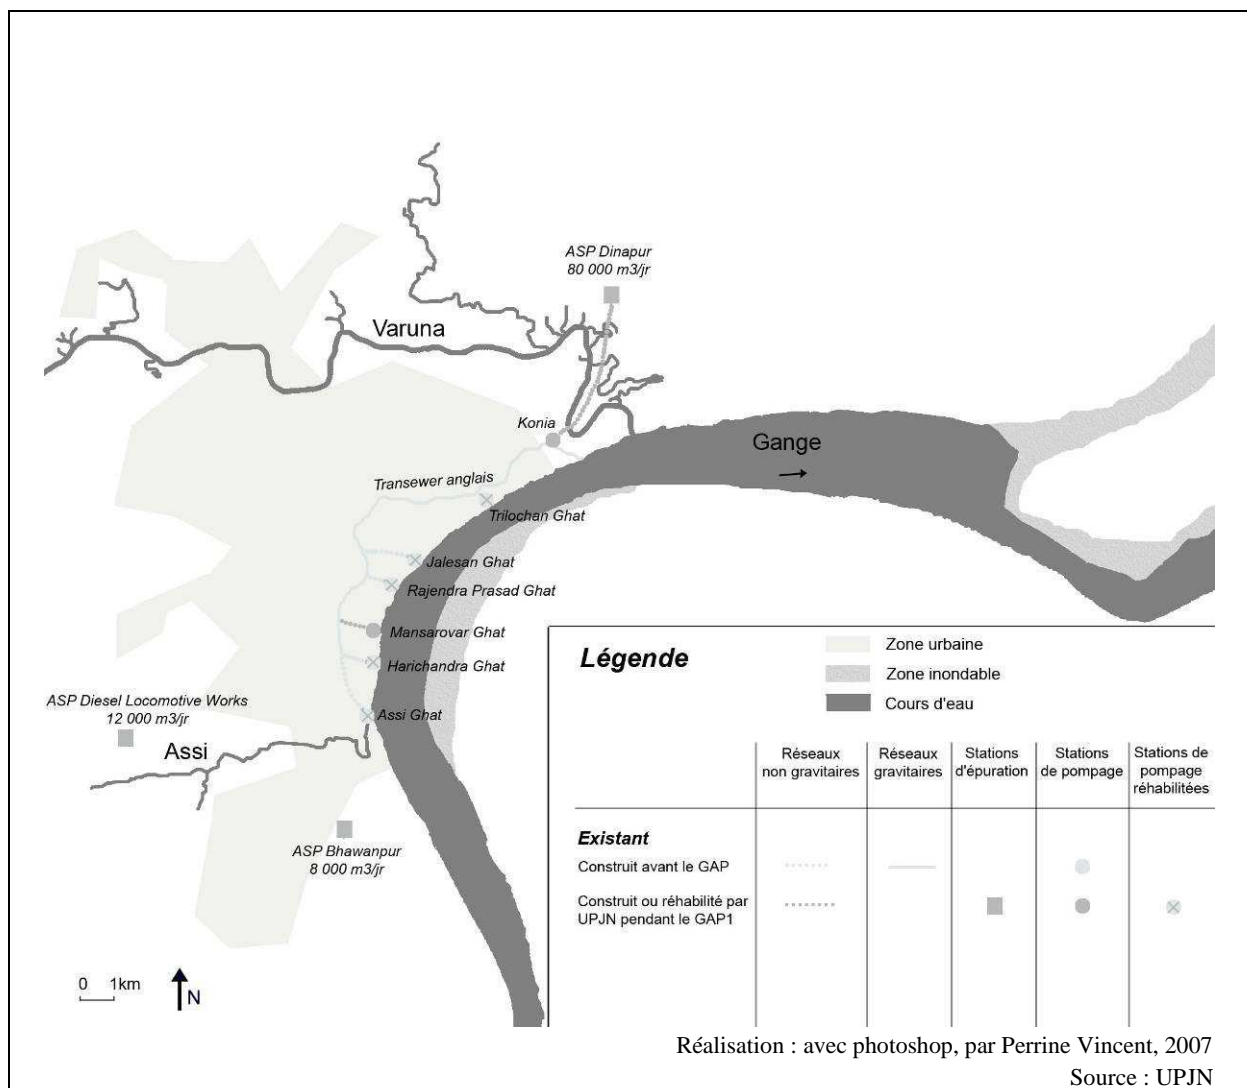 ASP Dinapur
80 000 m3/jr
Varuna
Konia
Gange
Transewer anglais
Trilochan Ghat
Jalesan Ghat
Rajendra Prasad Ghat
Mansarovar Ghat
Harichandra Ghat
ASP Diesel Locomotive Works
12 000 m3/jr
Assi Ghat
Assi
ASP Bhawanpur
8 000 m3/jr
0 1km
N
Légende
Zone urbaine
Zone inondable
Cours d'eau
Réseaux
non gravitaires
Réseaux
gravitaires
Stations
d'épuration
Stations
de pompage
Stations de
pompage
réhabilitées
Existant
Construit avant le GAP
Construit ou réhabilité par
UPJN pendant le GAP1
Réalisation : avec photoshop, par Perrine Vincent, 2007
Source : UPJN